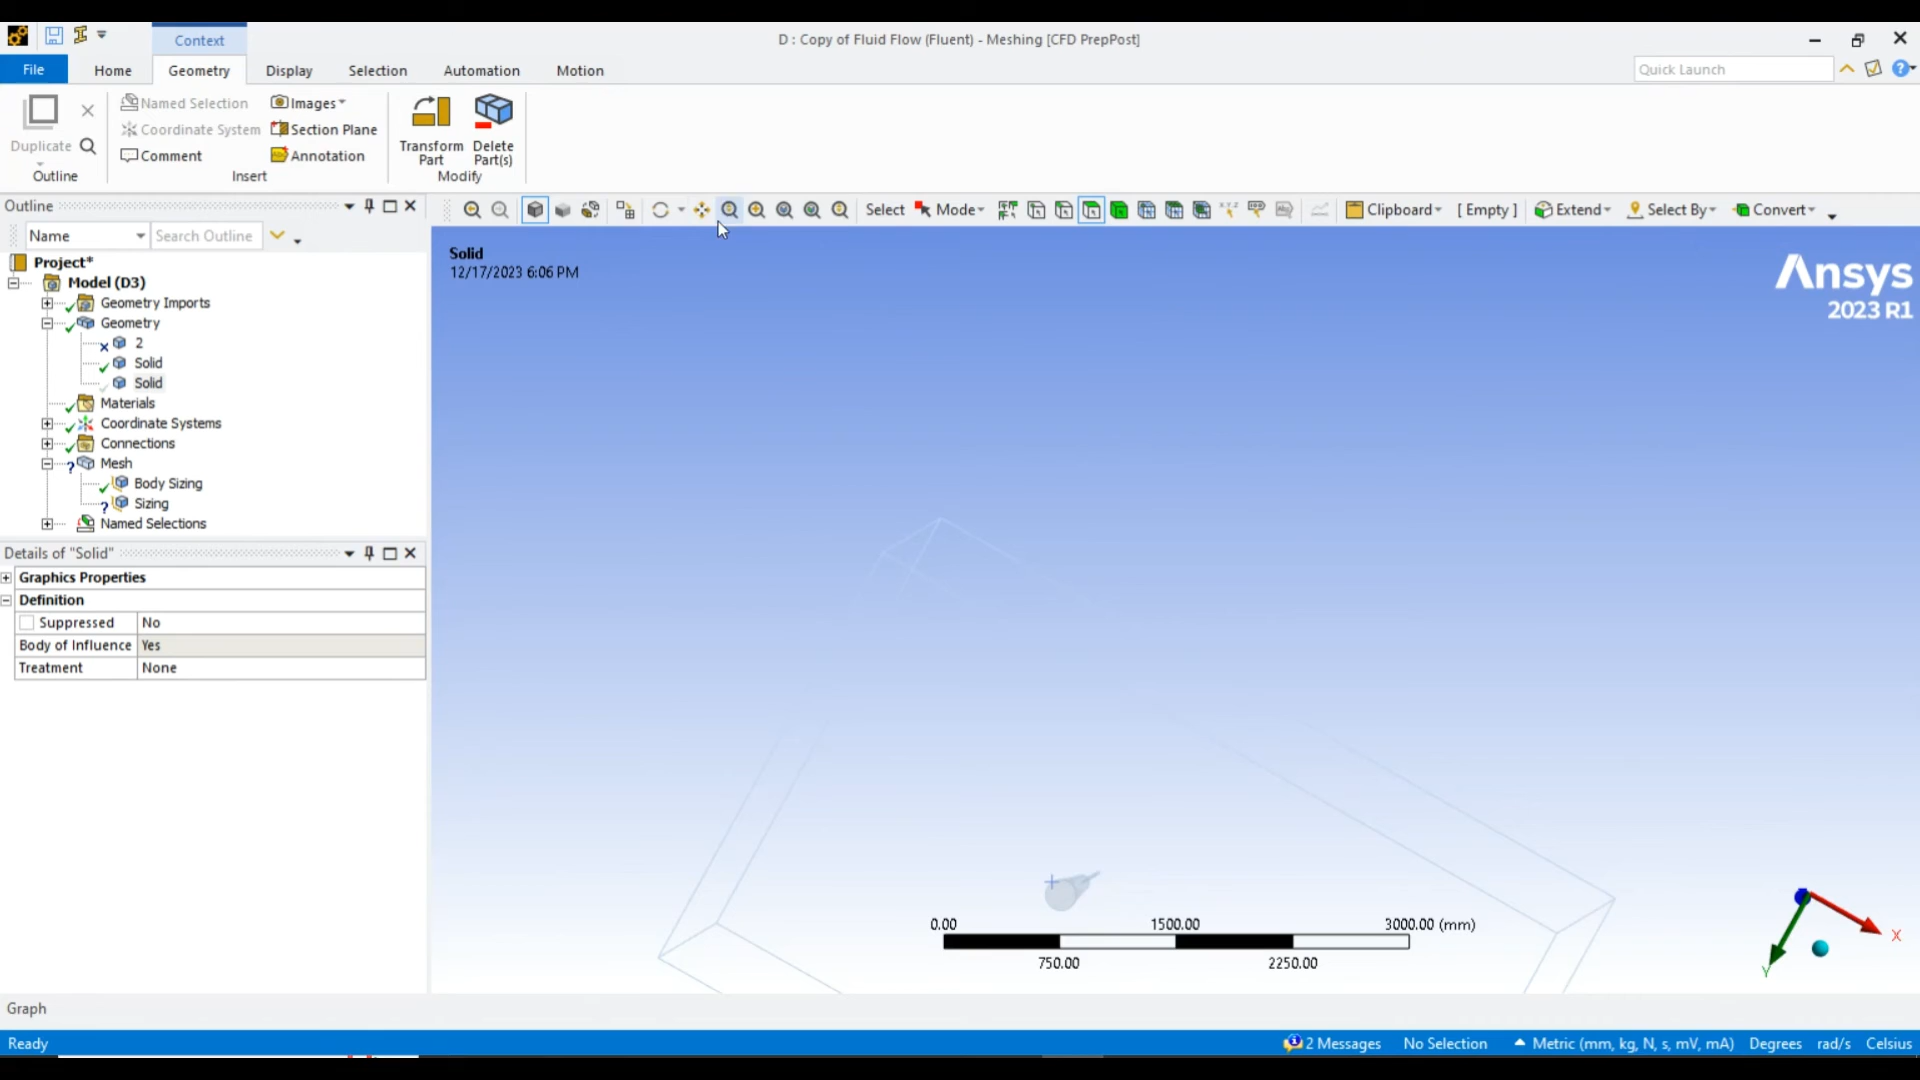 Context
D : Copy of Fluid Flow (Fluent) - Meshing [CFD PrepPost]
File
Home
Geometry
Display
Selection
Automation
Motion
Quick Launch
Duplicate
Outline
Named Selection
Coordinate System
Comment
Images
Section Plane
Annotation
Insert
Transform Part
Delete Part(s)
Modify
Outline
Select
Mode
Clipboard
[ Empty ]
Extend
Select By
Convert
Name
Search Outline
Project*
Model (D3)
Geometry Imports
Geometry
2
Solid
Solid
Materials
Coordinate Systems
Connections
Mesh
Body Sizing
Sizing
Named Selections
Details of "Solid"
Graphics Properties
Definition
Suppressed No
Body of Influence Yes
Treatment None
Solid
12/17/2023 6:06 PM
Ansys
2023 R1
0.00 1500.00 3000.00 (mm)
750.00 2250.00
X
Y
Graph
Ready
2 Messages
No Selection
Metric (mm, kg, N, s, mV, mA)
Degrees
rad/s
Celsius